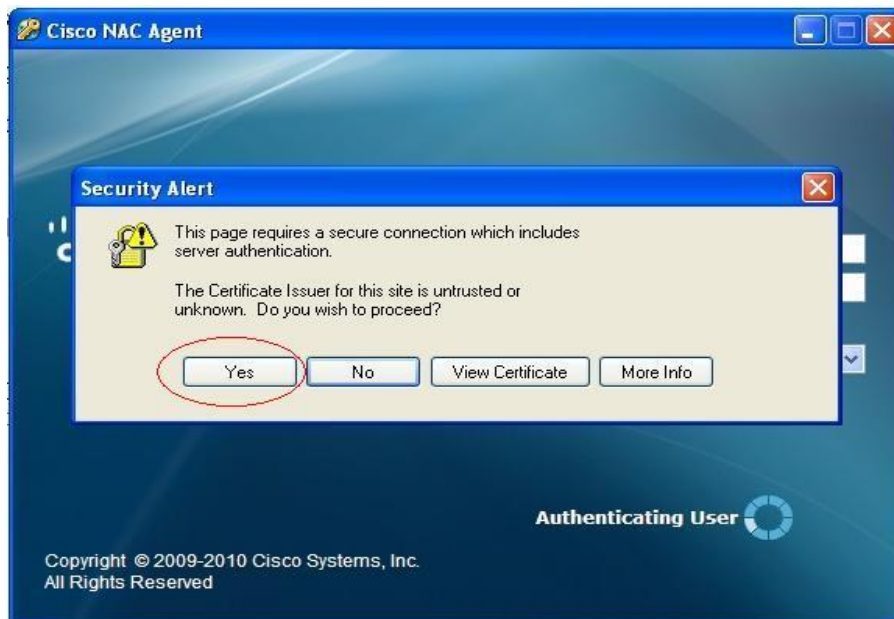 Cisco NAC Agent
Security Alert
This page requires a secure connection which includes
server authentication.
The Certificate Issuer for this site is untrusted or
unknown. Do you wish to proceed?
Yes
No
View Certificate
More Info
Authenticating User
Copyright © 2009-2010 Cisco Systems, Inc.
All Rights Reserved